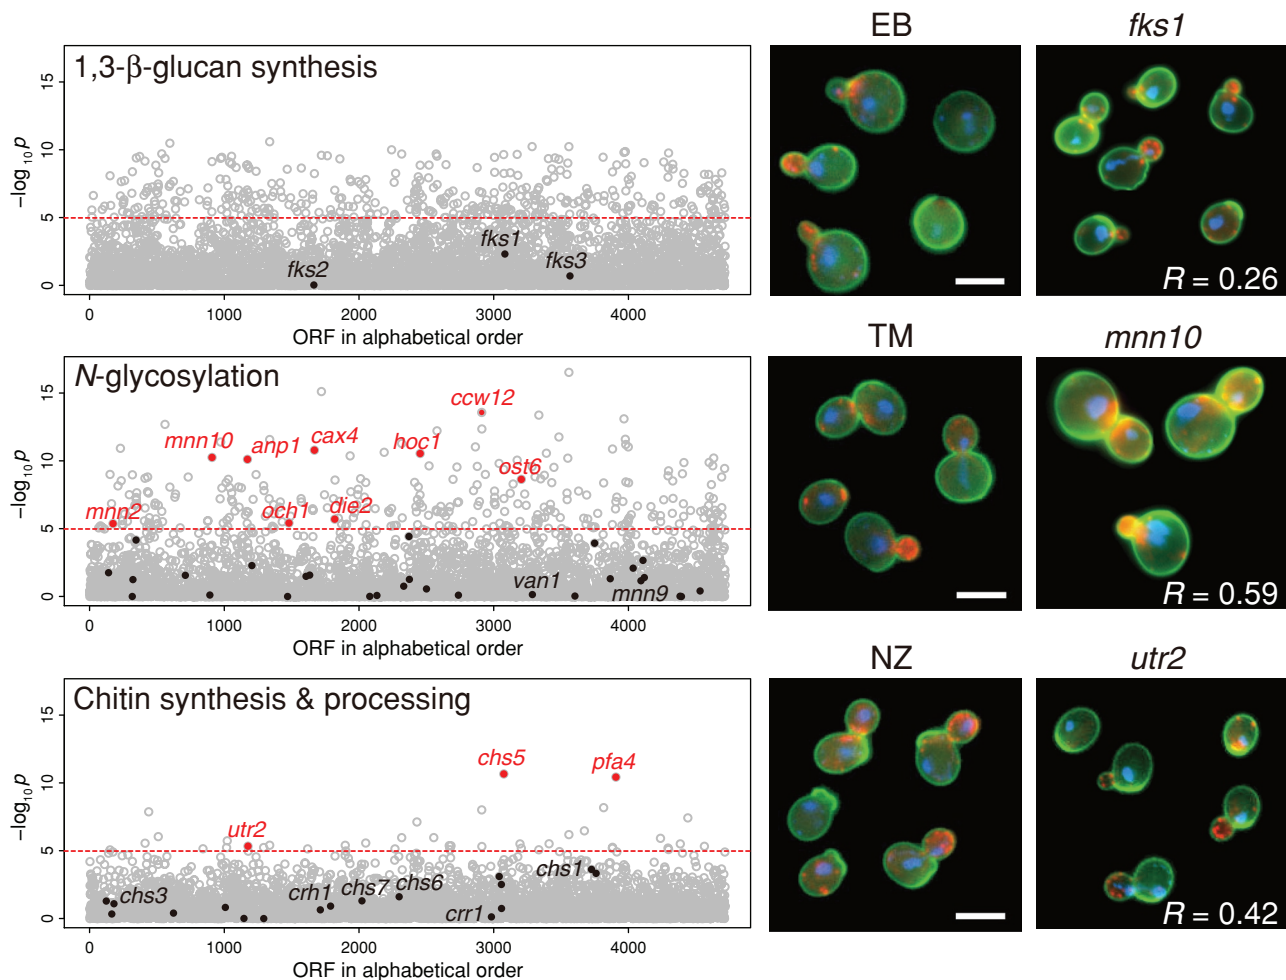 EB
fks1
1,3-β-glucan synthesis
15
10
5
0
−log10p
fks1
fks2
fks3
0
1000
2000
3000
4000
ORF in alphabetical order
R = 0.26
TM
mnn10
N-glycosylation
15
10
5
0
−log10p
ccw12
mnn10
anp1
cax4
hoc1
ost6
mnn2
och1
die2
van1
mnn9
0
1000
2000
3000
4000
ORF in alphabetical order
R = 0.59
NZ
utr2
Chitin synthesis & processing
15
10
5
0
−log10p
chs5
pfa4
utr2
chs3
crh1
chs7
chs6
chs1
crr1
0
1000
2000
3000
4000
ORF in alphabetical order
R = 0.42